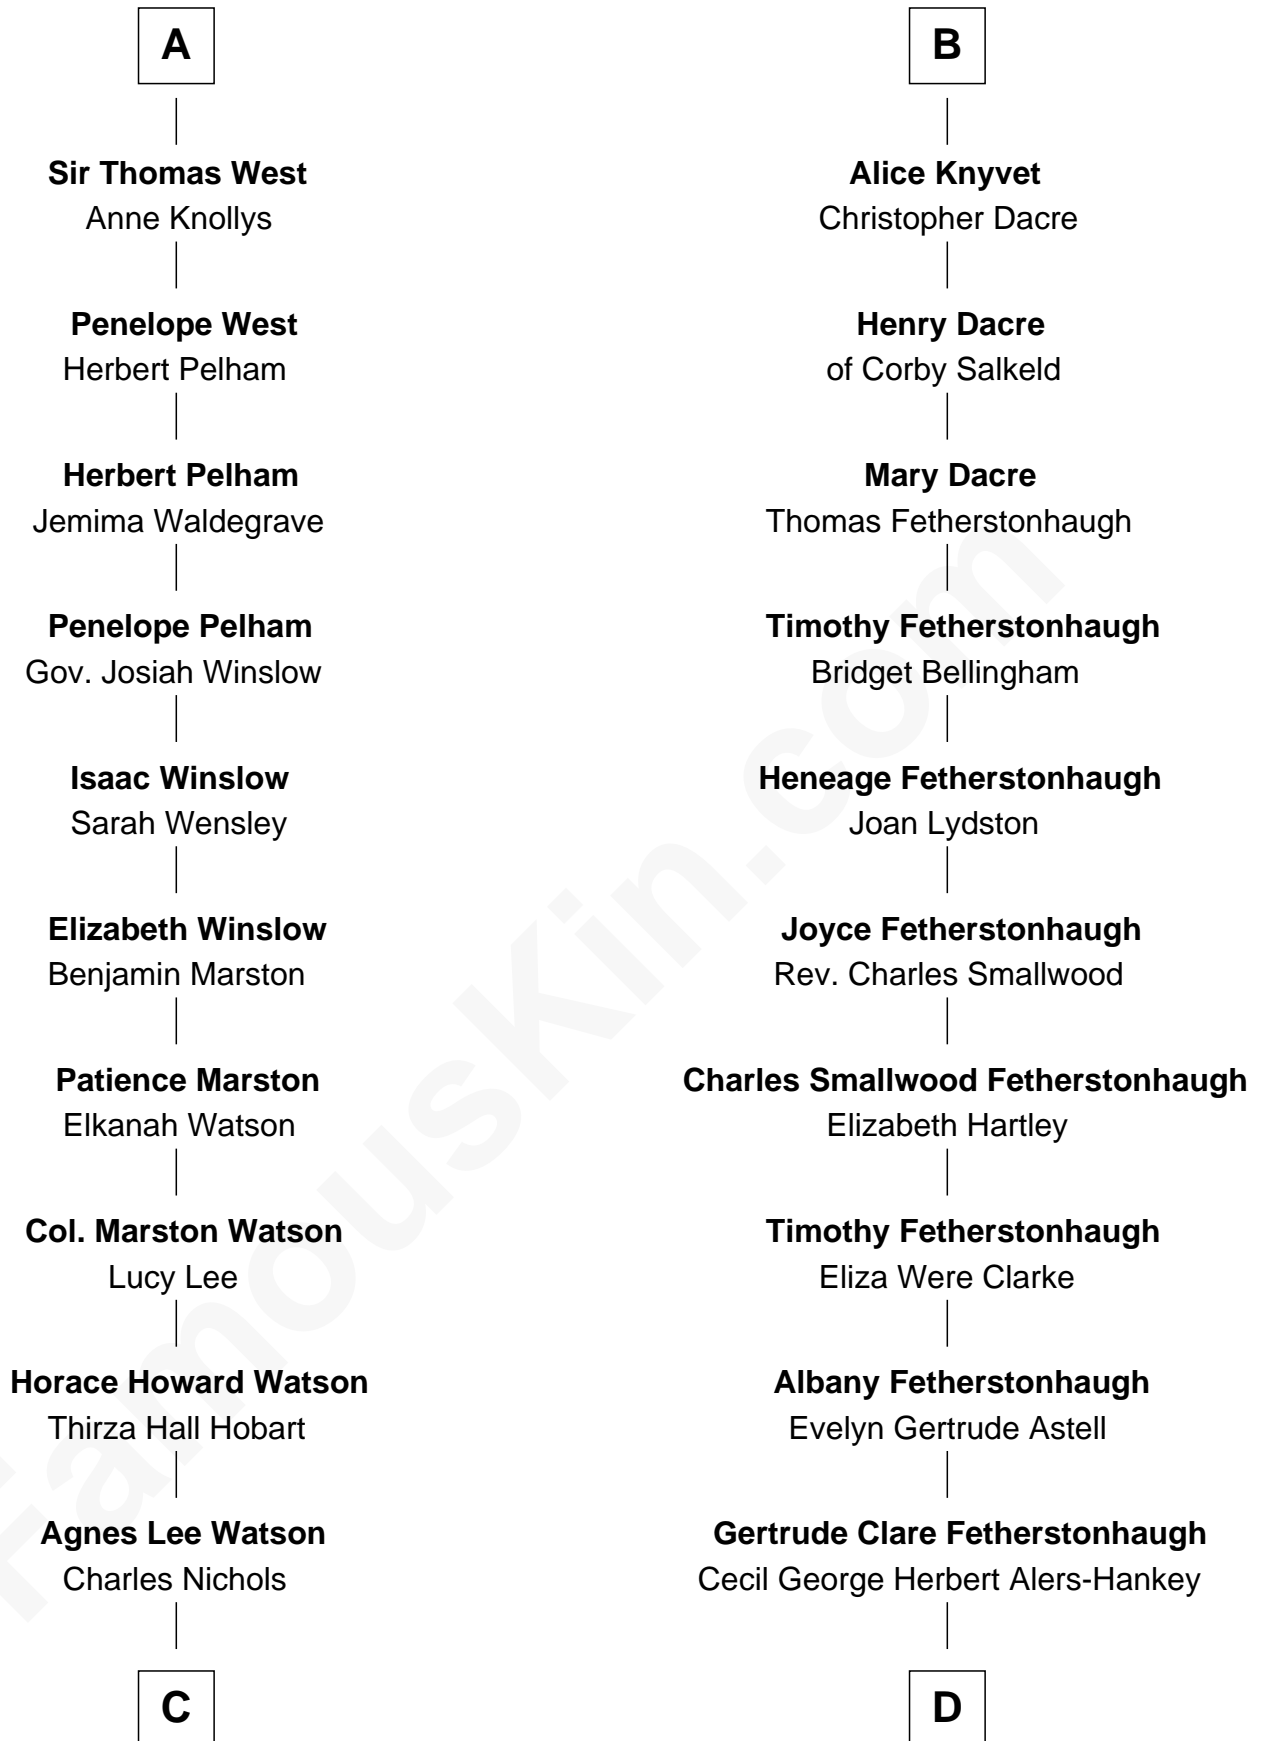 A
Sir Thomas West
Anne Knollys
Penelope West
Herbert Pelham
Herbert Pelham
Jemima Waldegrave
Penelope Pelham
Gov. Josiah Winslow
Isaac Winslow
Sarah Wensley
Elizabeth Winslow
Benjamin Marston
Patience Marston
Elkanah Watson
Col. Marston Watson
Lucy Lee
Horace Howard Watson
Thirza Hall Hobart
Agnes Lee Watson
Charles Nichols
C
B
Alice Knyvet
Christopher Dacre
Henry Dacre
of Corby Salkeld
Mary Dacre
Thomas Fetherstonhaugh
Timothy Fetherstonhaugh
Bridget Bellingham
Heneage Fetherstonhaugh
Joan Lydston
Joyce Fetherstonhaugh
Rev. Charles Smallwood
Charles Smallwood Fetherstonhaugh
Elizabeth Hartley
Timothy Fetherstonhaugh
Eliza Were Clarke
Albany Fetherstonhaugh
Evelyn Gertrude Astell
Gertrude Clare Fetherstonhaugh
Cecil George Herbert Alers-Hankey
D
FamousKin.com